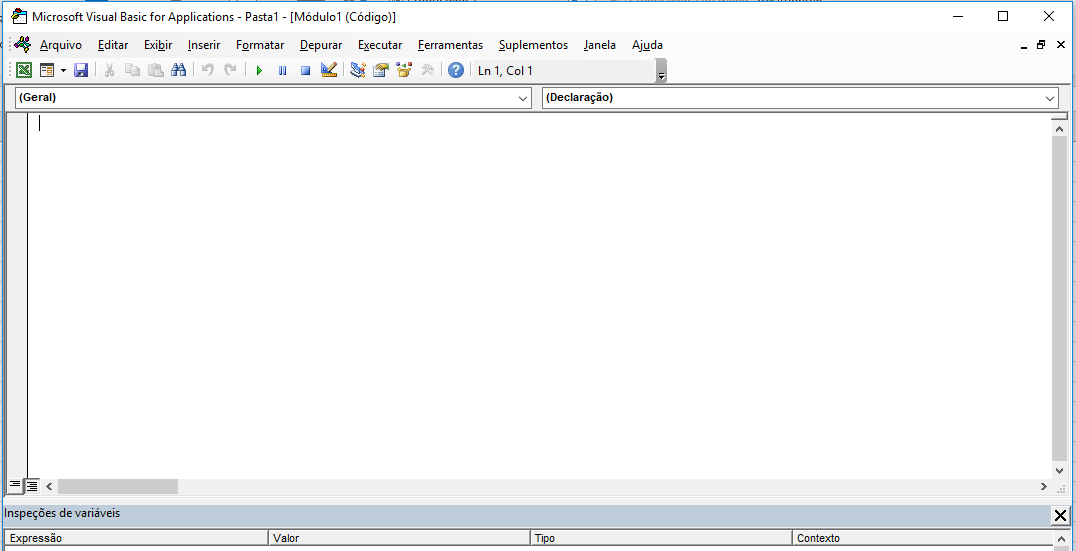 Microsoft Visual Basic for Applications - Pasta1 - [Módulo1 (Código)]
Arquivo Editar Exibir Inserir Formatar Depurar Executar Ferramentas Suplementos Janela Ajuda
Ln 1, Col 1
(Geral) (Declaração)
Inspeções de variáveis
Expressão Valor Tipo Contexto